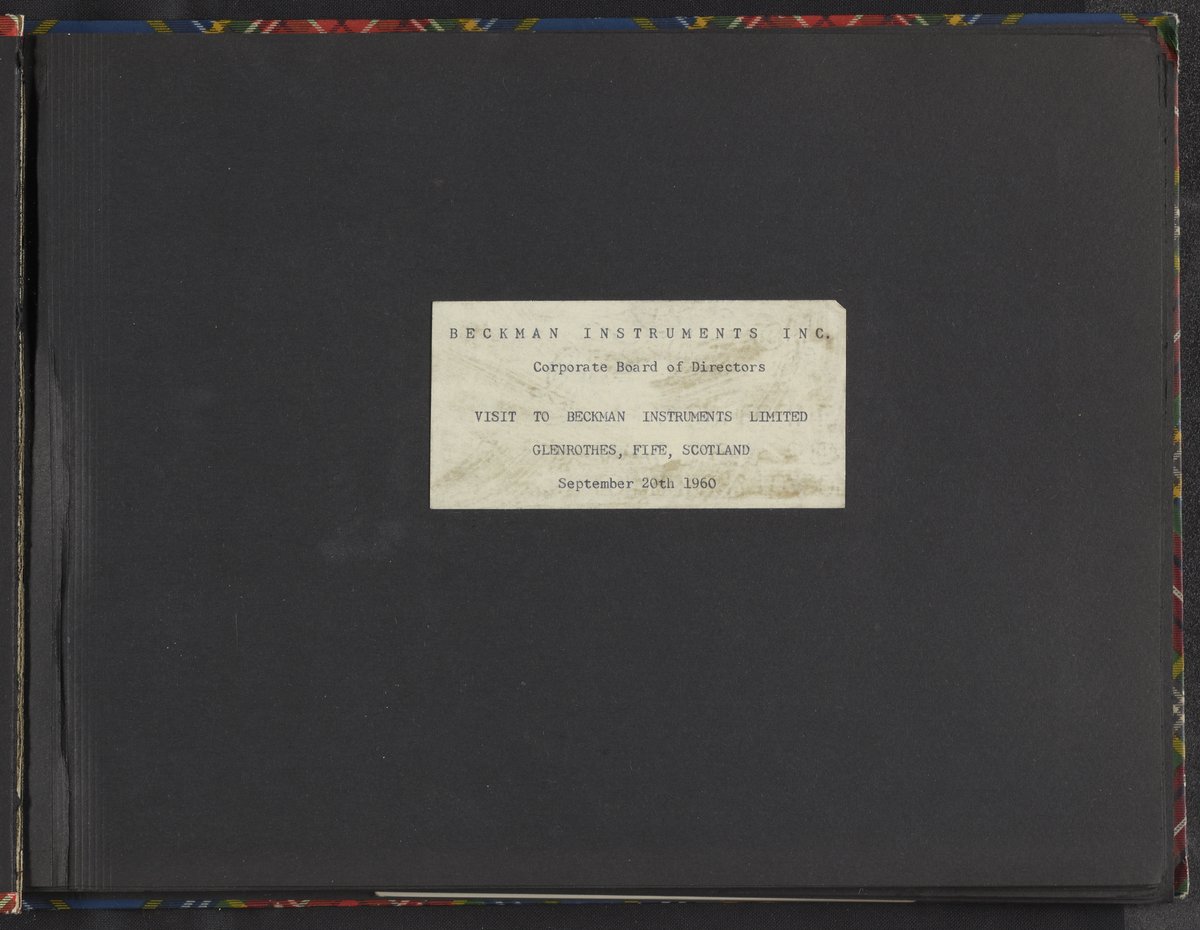 BECKMAN INSTRUMENTS INC.
Corporate Board of Directors
VISIT TO BECKMAN INSTRUMENTS LIMITED
GLENROTHES, FIFE, SCOTLAND
September 20th 1960